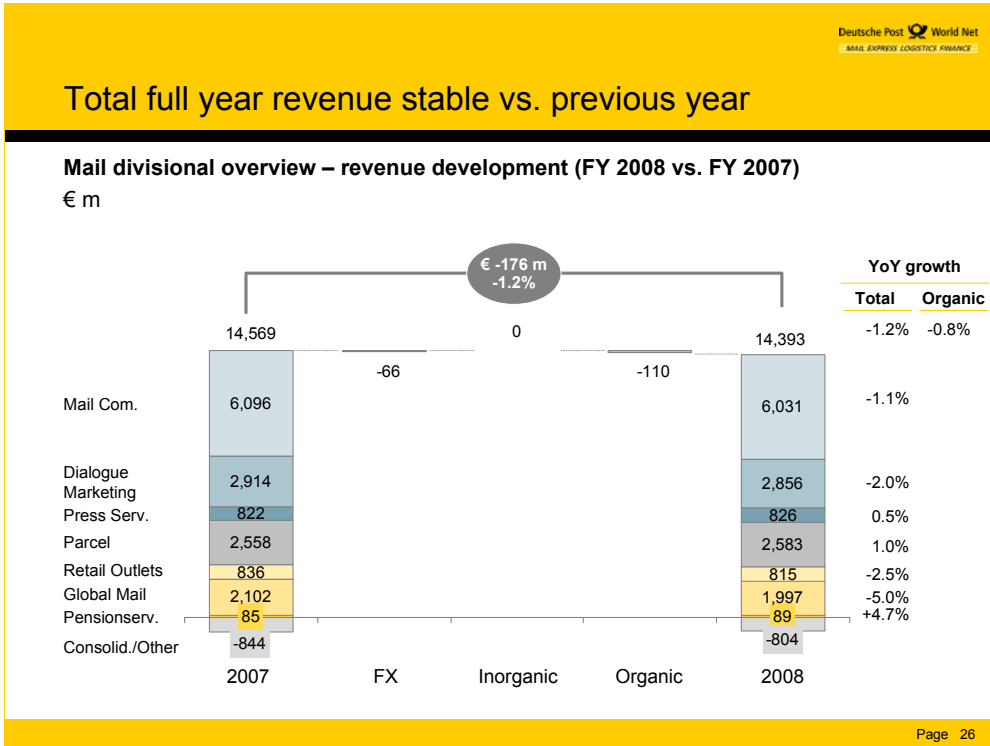 Deutsche Post World Net
MAIL EXPRESS LOGISTICS FINANCE
Total full year revenue stable vs. previous year
Mail divisional overview – revenue development (FY 2008 vs. FY 2007)
€ m
€ -176 m
-1.2%
YoY growth
Total Organic
14,569
0
14,393
-1.2% -0.8%
-66
-110
Mail Com.
6,096
6,031
-1.1%
Dialogue
Marketing
2,914
2,856
-2.0%
Press Serv.
822
826
0.5%
Parcel
2,558
2,583
1.0%
Retail Outlets
836
815
-2.5%
Global Mail
2,102
1,997
-5.0%
Pensionserv.
85
89
+4.7%
Consolid./Other
-844
-804
2007 FX Inorganic Organic 2008
Page 26